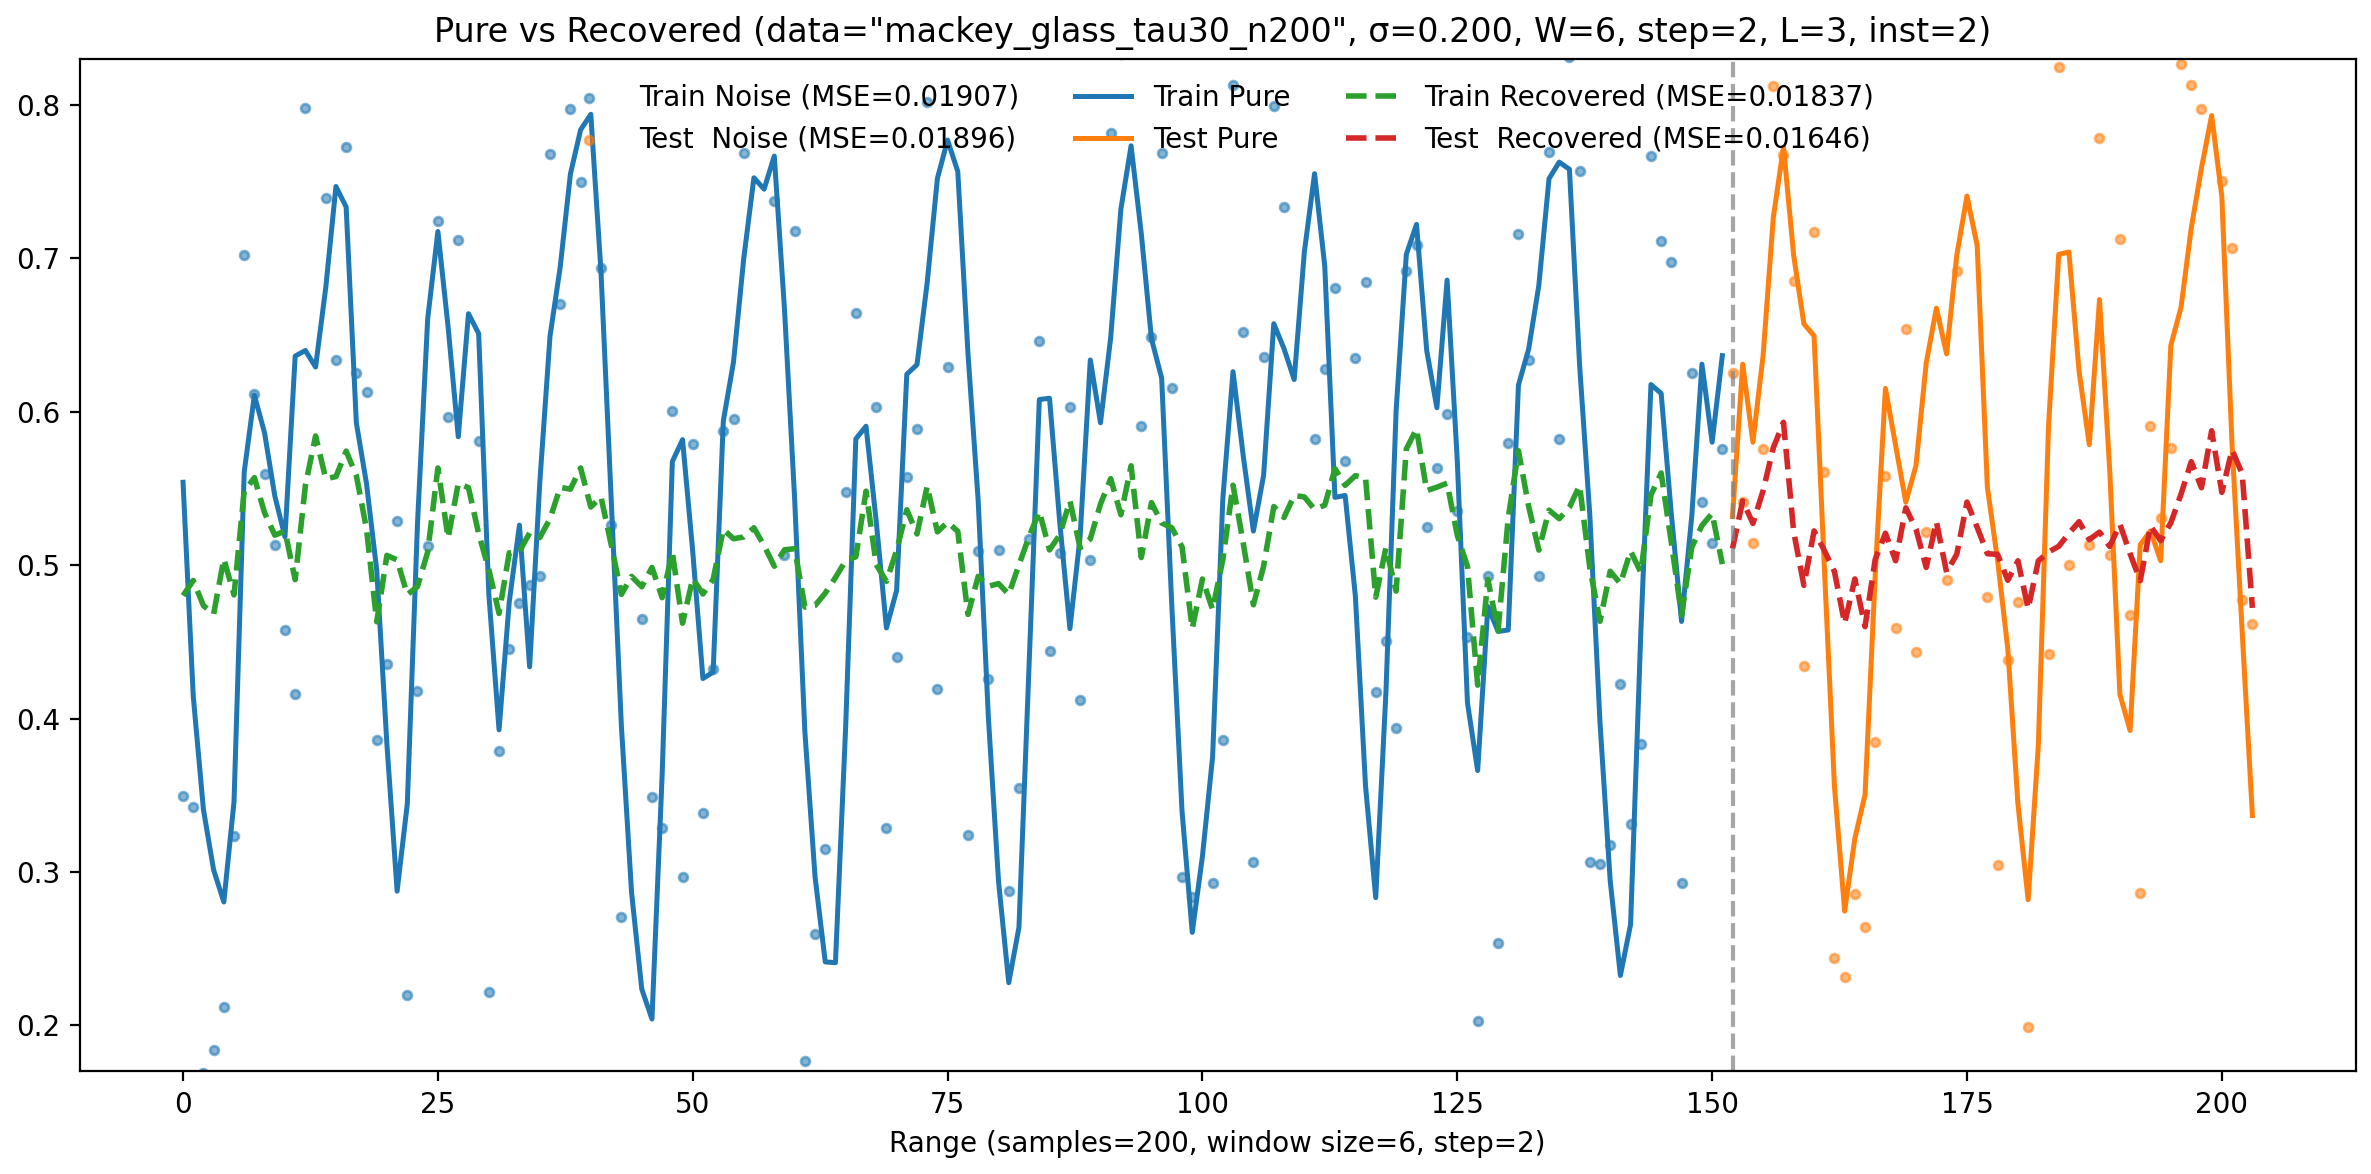 Pure vs Recovered (data="mackey_glass_tau30_n200", σ=0.200, W=6, step=2, L=3, inst=2)
Train Noise (MSE=0.01907) Train Pure Train Recovered (MSE=0.01837)
Test  Noise (MSE=0.01896) Test Pure Test  Recovered (MSE=0.01646)
0.8
0.7
0.6
0.5
0.4
0.3
0.2
0 25 50 75 100 125 150 175 200
Range (samples=200, window size=6, step=2)